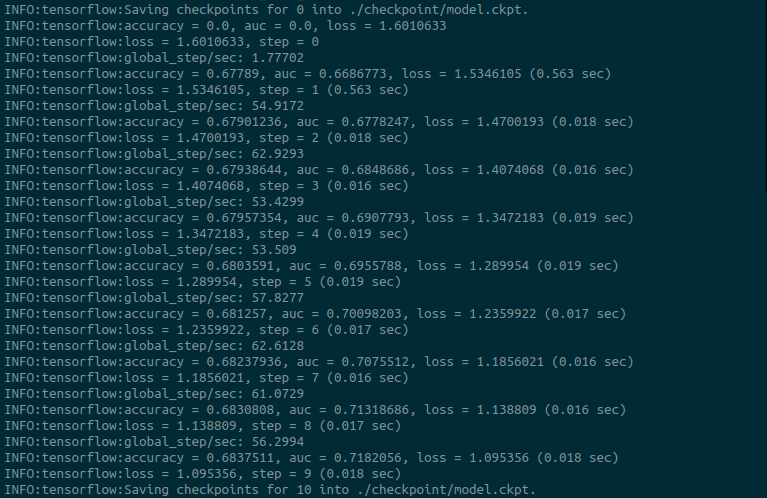 INFO:tensorflow:Saving checkpoints for 0 into ./checkpoint/model.ckpt.
INFO:tensorflow:accuracy = 0.0, auc = 0.0, loss = 1.6010633
INFO:tensorflow:loss = 1.6010633, step = 0
INFO:tensorflow:global_step/sec: 1.77702
INFO:tensorflow:accuracy = 0.67789, auc = 0.6686773, loss = 1.5346105 (0.563 sec)
INFO:tensorflow:loss = 1.5346105, step = 1 (0.563 sec)
INFO:tensorflow:global_step/sec: 54.9172
INFO:tensorflow:accuracy = 0.67901236, auc = 0.6778247, loss = 1.4700193 (0.018 sec)
INFO:tensorflow:loss = 1.4700193, step = 2 (0.018 sec)
INFO:tensorflow:global_step/sec: 62.9293
INFO:tensorflow:accuracy = 0.67938644, auc = 0.6848686, loss = 1.4074068 (0.016 sec)
INFO:tensorflow:loss = 1.4074068, step = 3 (0.016 sec)
INFO:tensorflow:global_step/sec: 53.4299
INFO:tensorflow:accuracy = 0.67957354, auc = 0.6907793, loss = 1.3472183 (0.019 sec)
INFO:tensorflow:loss = 1.3472183, step = 4 (0.019 sec)
INFO:tensorflow:global_step/sec: 53.509
INFO:tensorflow:accuracy = 0.6803591, auc = 0.6955788, loss = 1.289954 (0.019 sec)
INFO:tensorflow:loss = 1.289954, step = 5 (0.019 sec)
INFO:tensorflow:global_step/sec: 57.8277
INFO:tensorflow:accuracy = 0.681257, auc = 0.70098203, loss = 1.2359922 (0.017 sec)
INFO:tensorflow:loss = 1.2359922, step = 6 (0.017 sec)
INFO:tensorflow:global_step/sec: 62.6128
INFO:tensorflow:accuracy = 0.68237936, auc = 0.7075512, loss = 1.1856021 (0.016 sec)
INFO:tensorflow:loss = 1.1856021, step = 7 (0.016 sec)
INFO:tensorflow:global_step/sec: 61.0729
INFO:tensorflow:accuracy = 0.6830808, auc = 0.71318686, loss = 1.138809 (0.016 sec)
INFO:tensorflow:loss = 1.138809, step = 8 (0.017 sec)
INFO:tensorflow:global_step/sec: 56.2994
INFO:tensorflow:accuracy = 0.6837511, auc = 0.7182056, loss = 1.095356 (0.018 sec)
INFO:tensorflow:loss = 1.095356, step = 9 (0.018 sec)
INFO:tensorflow:Saving checkpoints for 10 into ./checkpoint/model.ckpt.